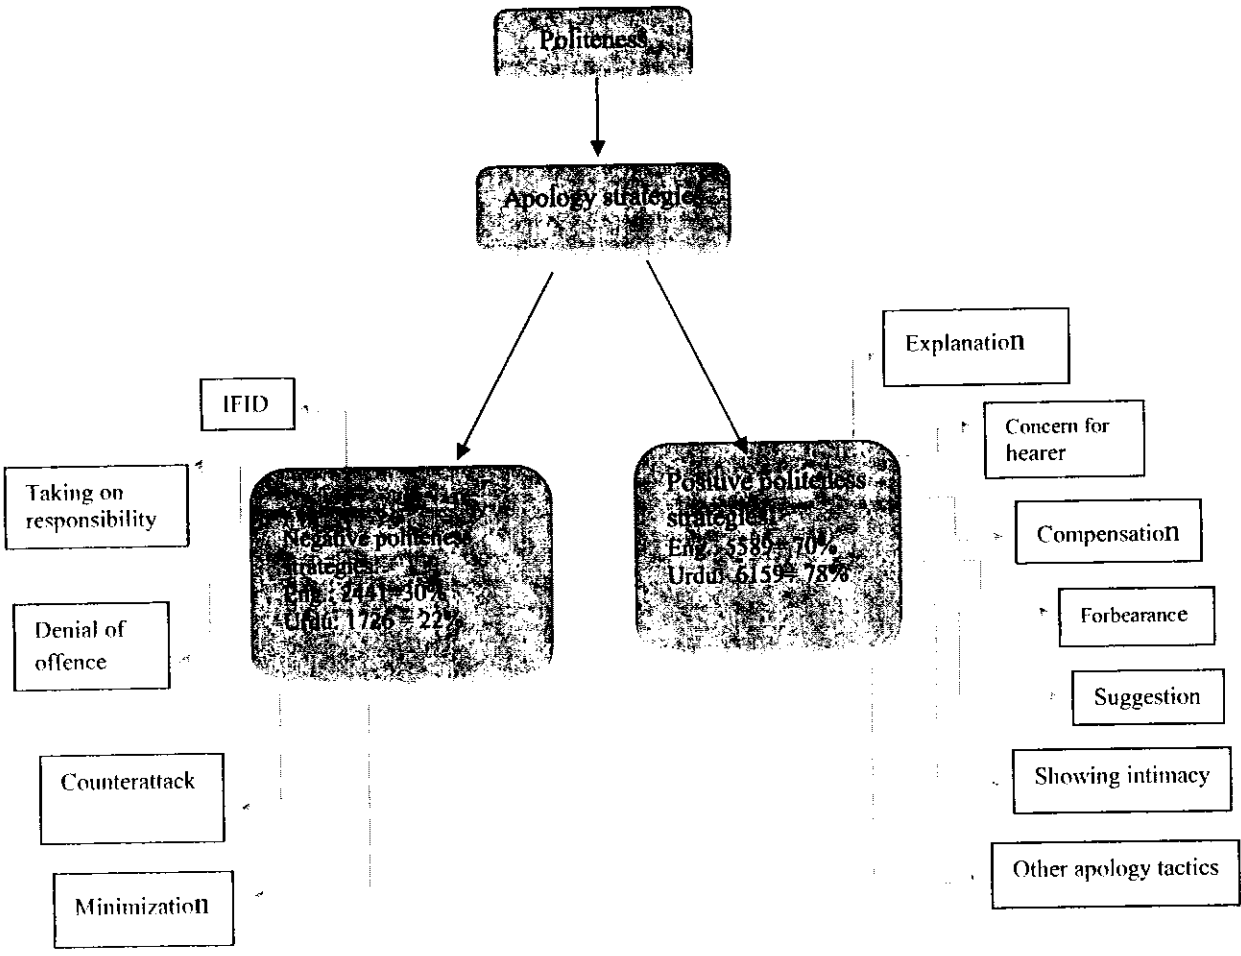 Politeness
Apology strategies
Explanation
IFID
Concern for
hearer
Taking on
responsibility
Negative politeness
strategies:
Eng.: 2441=30%
Urdu: 1726 = 22%
Positive politeness
strategies:
Eng.: 5589= 70%
Urdu: 6159= 78%
Compensation
Forbearance
Denial of
offence
Suggestion
Counterattack
Showing intimacy
Other apology tactics
Minimization